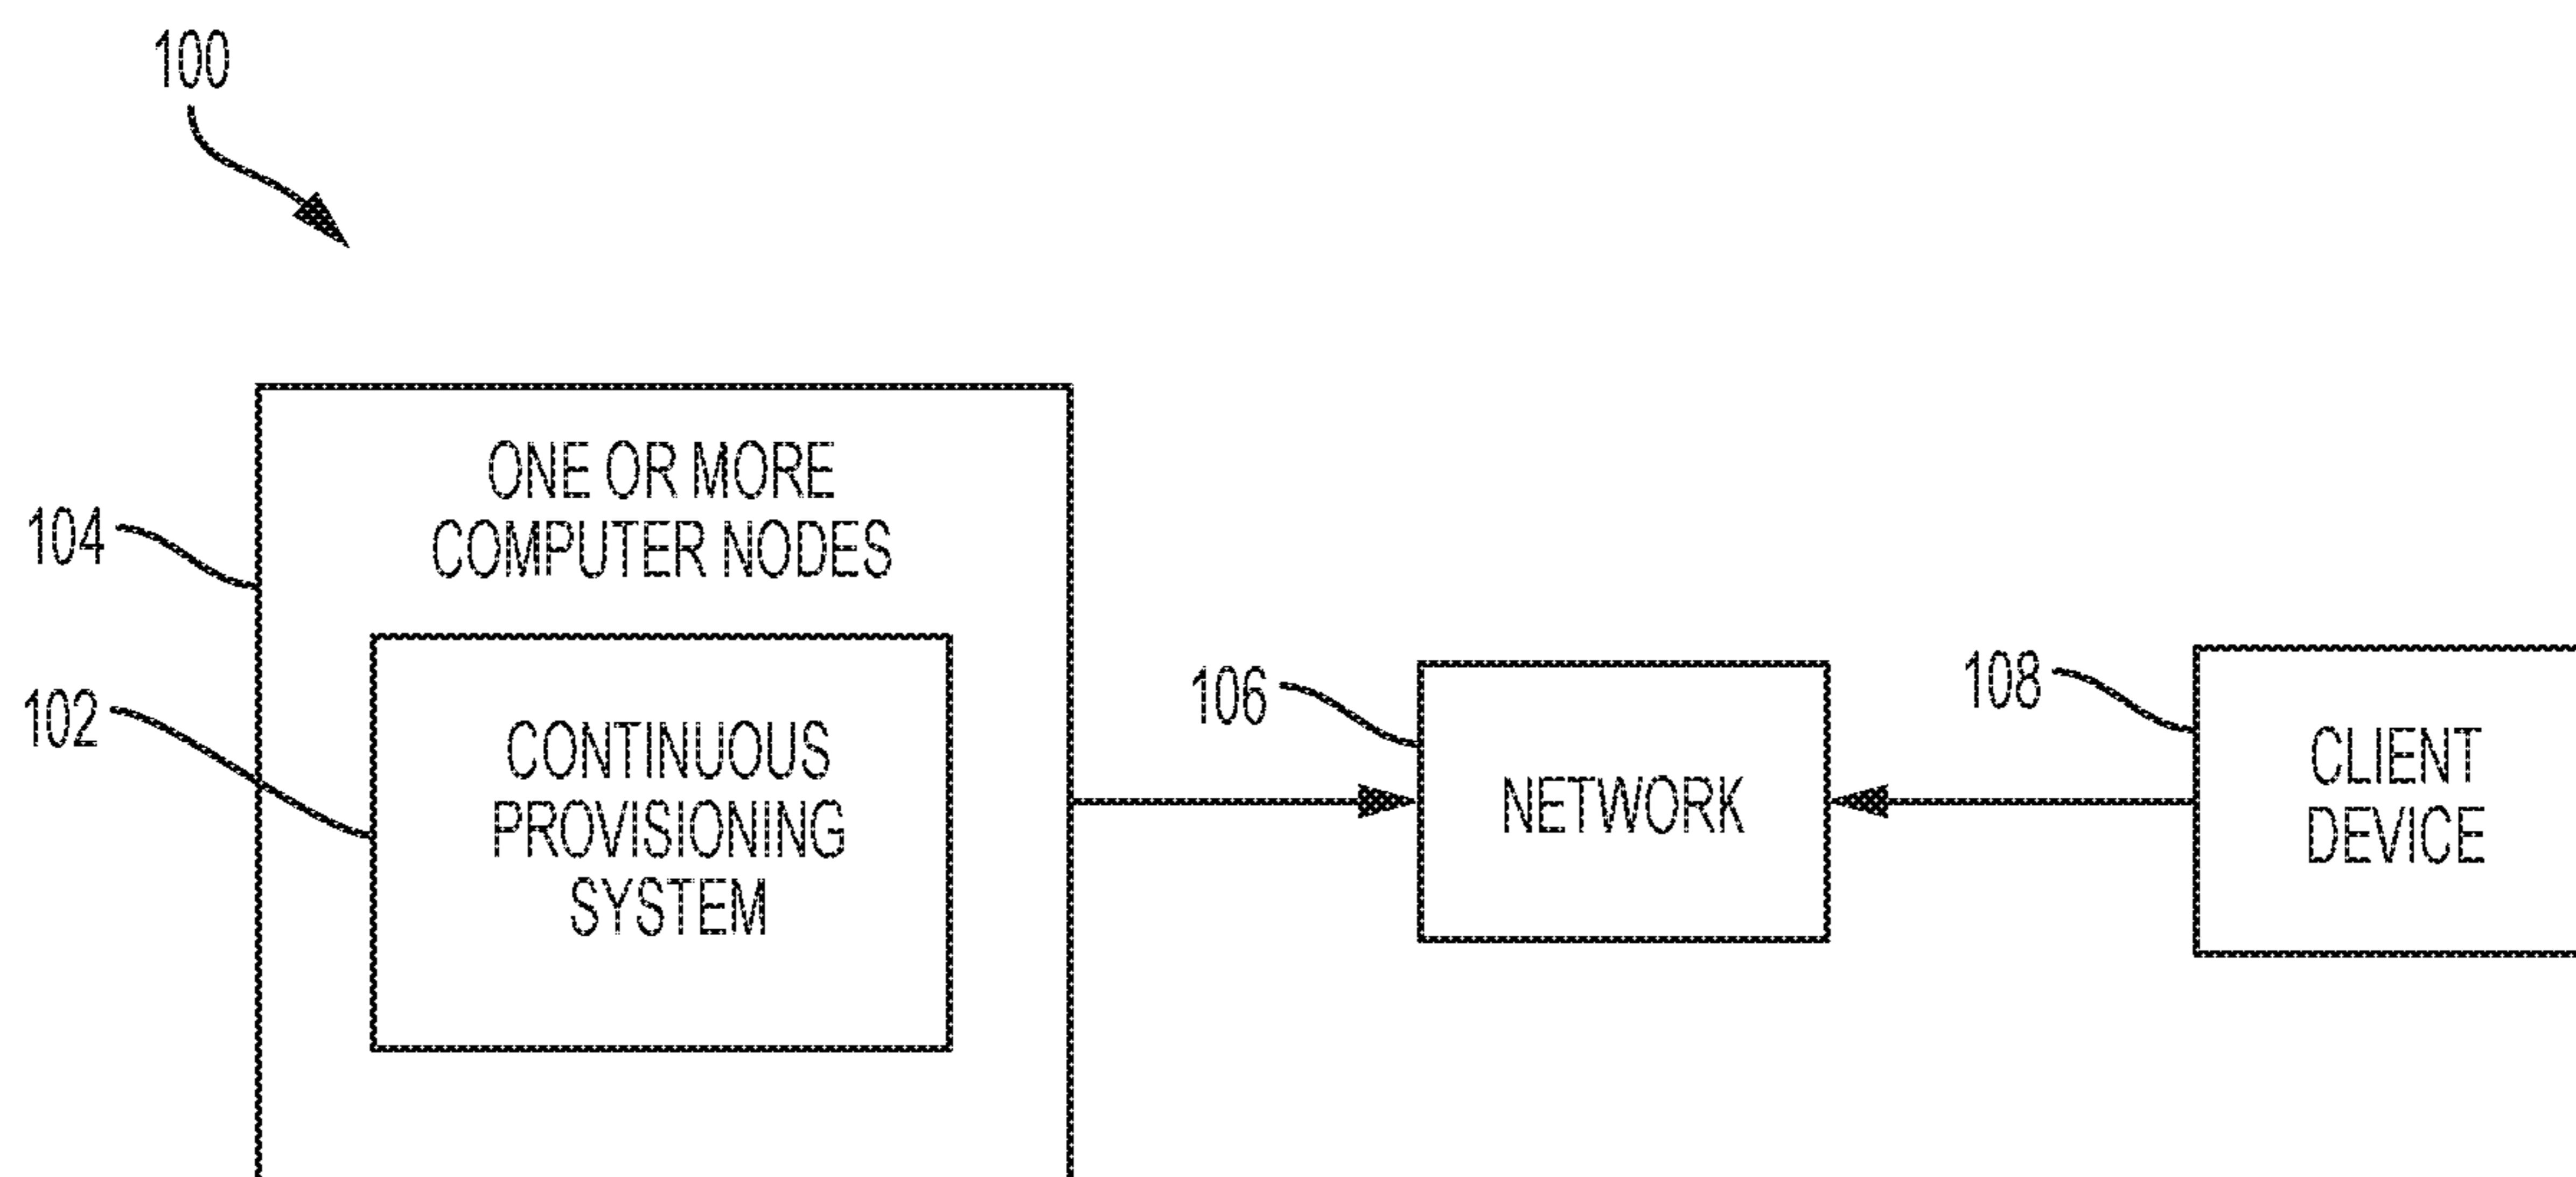 100
ONE OR MORE
COMPUTER NODES
104
102
CONTINUOUS
PROVISIONING
SYSTEM
106
NETWORK
108
CLIENT
DEVICE